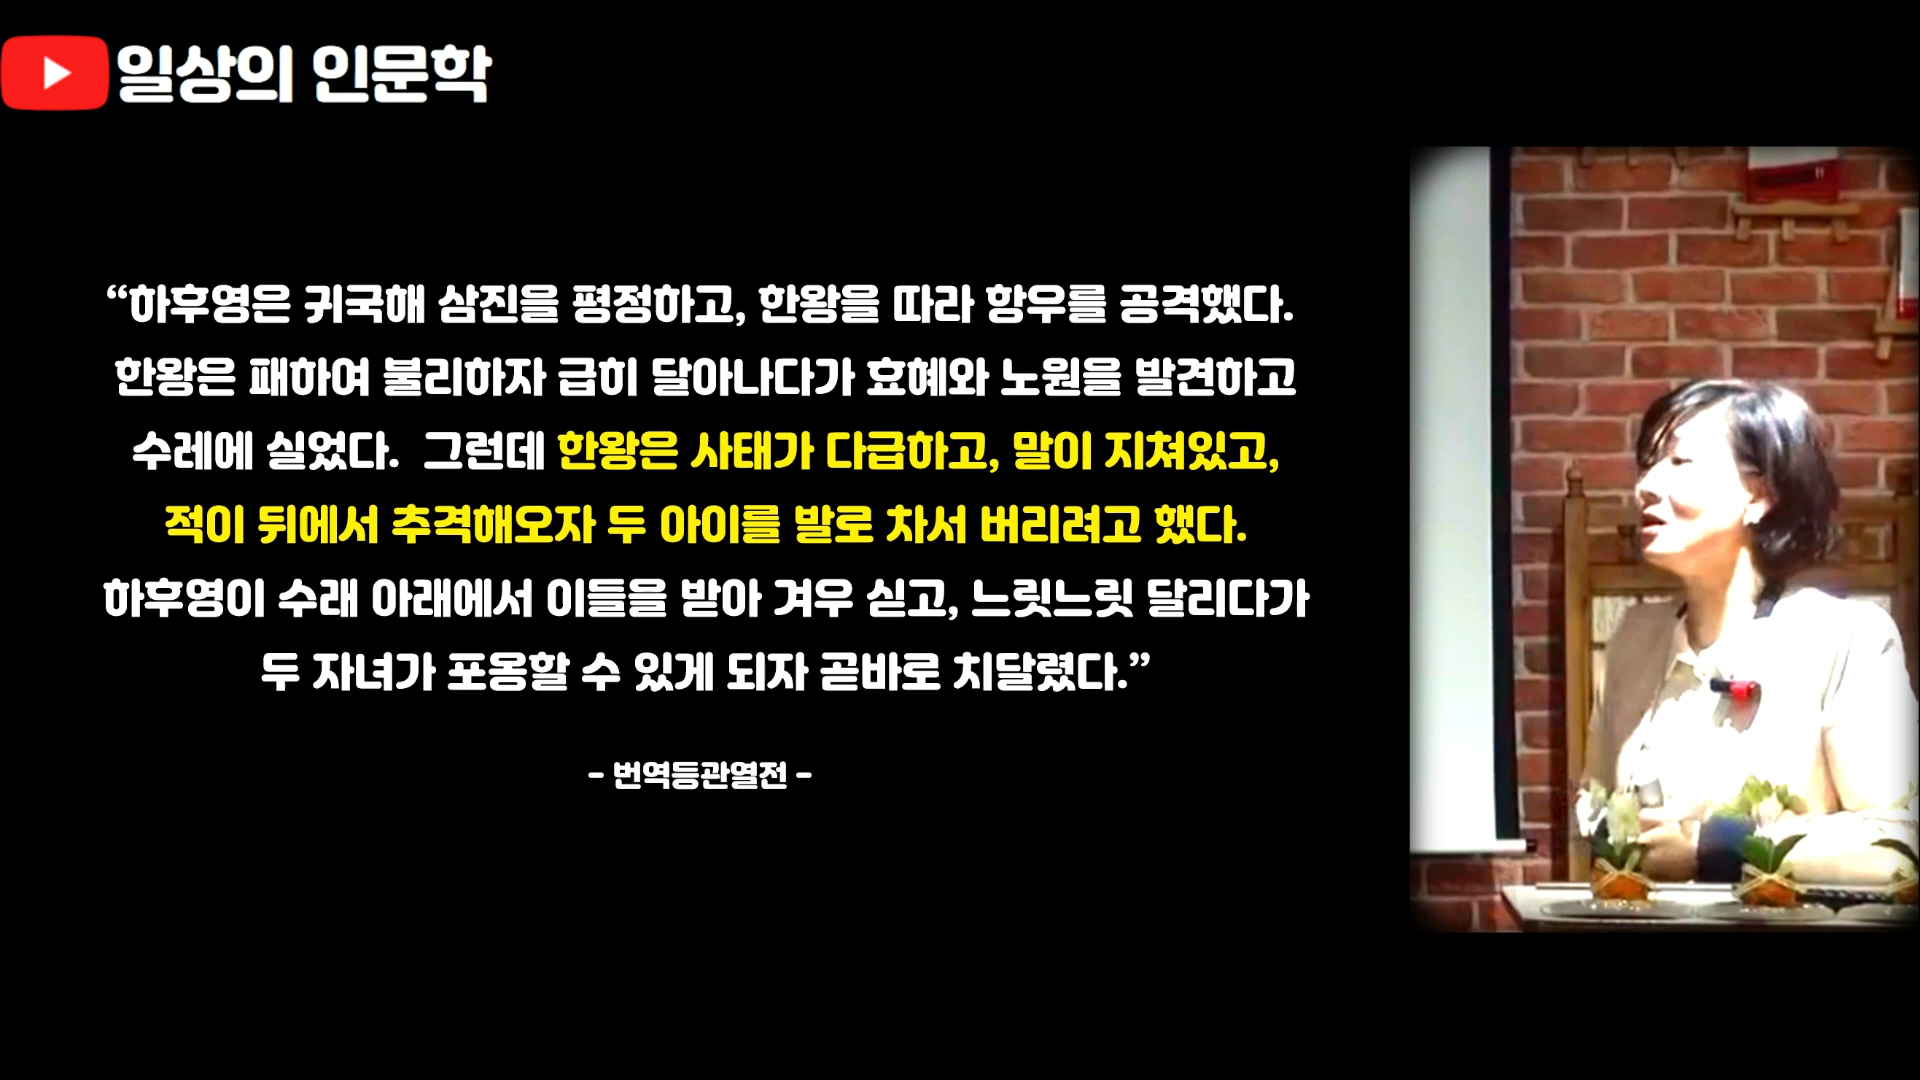 일상의 인문학
“하후영은 귀국해 삼진을 평정하고, 한왕을 따라 항우를 공격했다.
한왕은 패하여 불리하자 급히 달아나다가 효혜와 노원을 발견하고
수레에 실었다. 그런데 한왕은 사태가 다급하고, 말이 지쳐있고,
적이 뒤에서 추격해오자 두 아이를 발로 차서 버리려고 했다.
하후영이 수래 아래에서 이들을 받아 겨우 싣고, 느릿느릿 달리다가
두 자녀가 포옹할 수 있게 되자 곧바로 치달렸다.”
- 번역등관열전 -